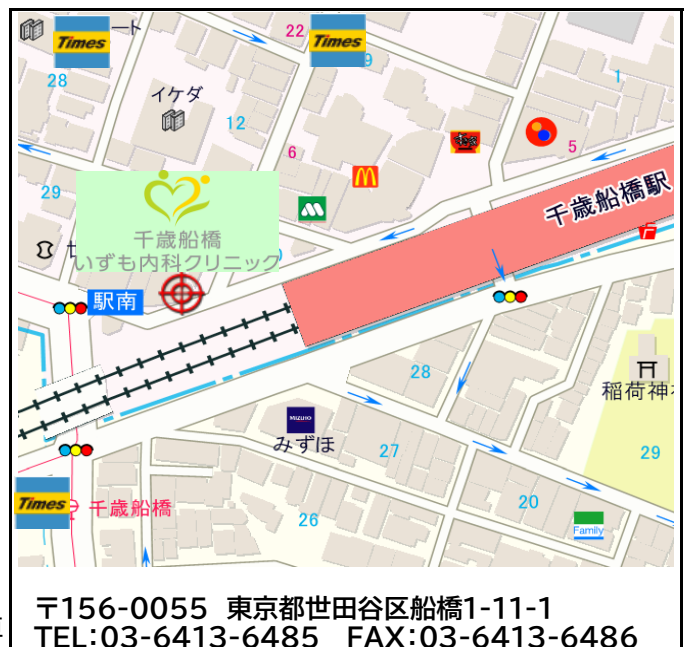 Times
ート
22
Times
9
28
イケダ
1
12
6
5
29
千歳船橋駅
千歳船橋
いずも内科クリニック
駅南
28
稲荷神
MIZUHO
みずほ
27
29
Times
千歳船橋
20
26
Family
〒156-0055 東京都世田谷区船橋1-11-1
TEL:03-6413-6485 FAX:03-6413-6486